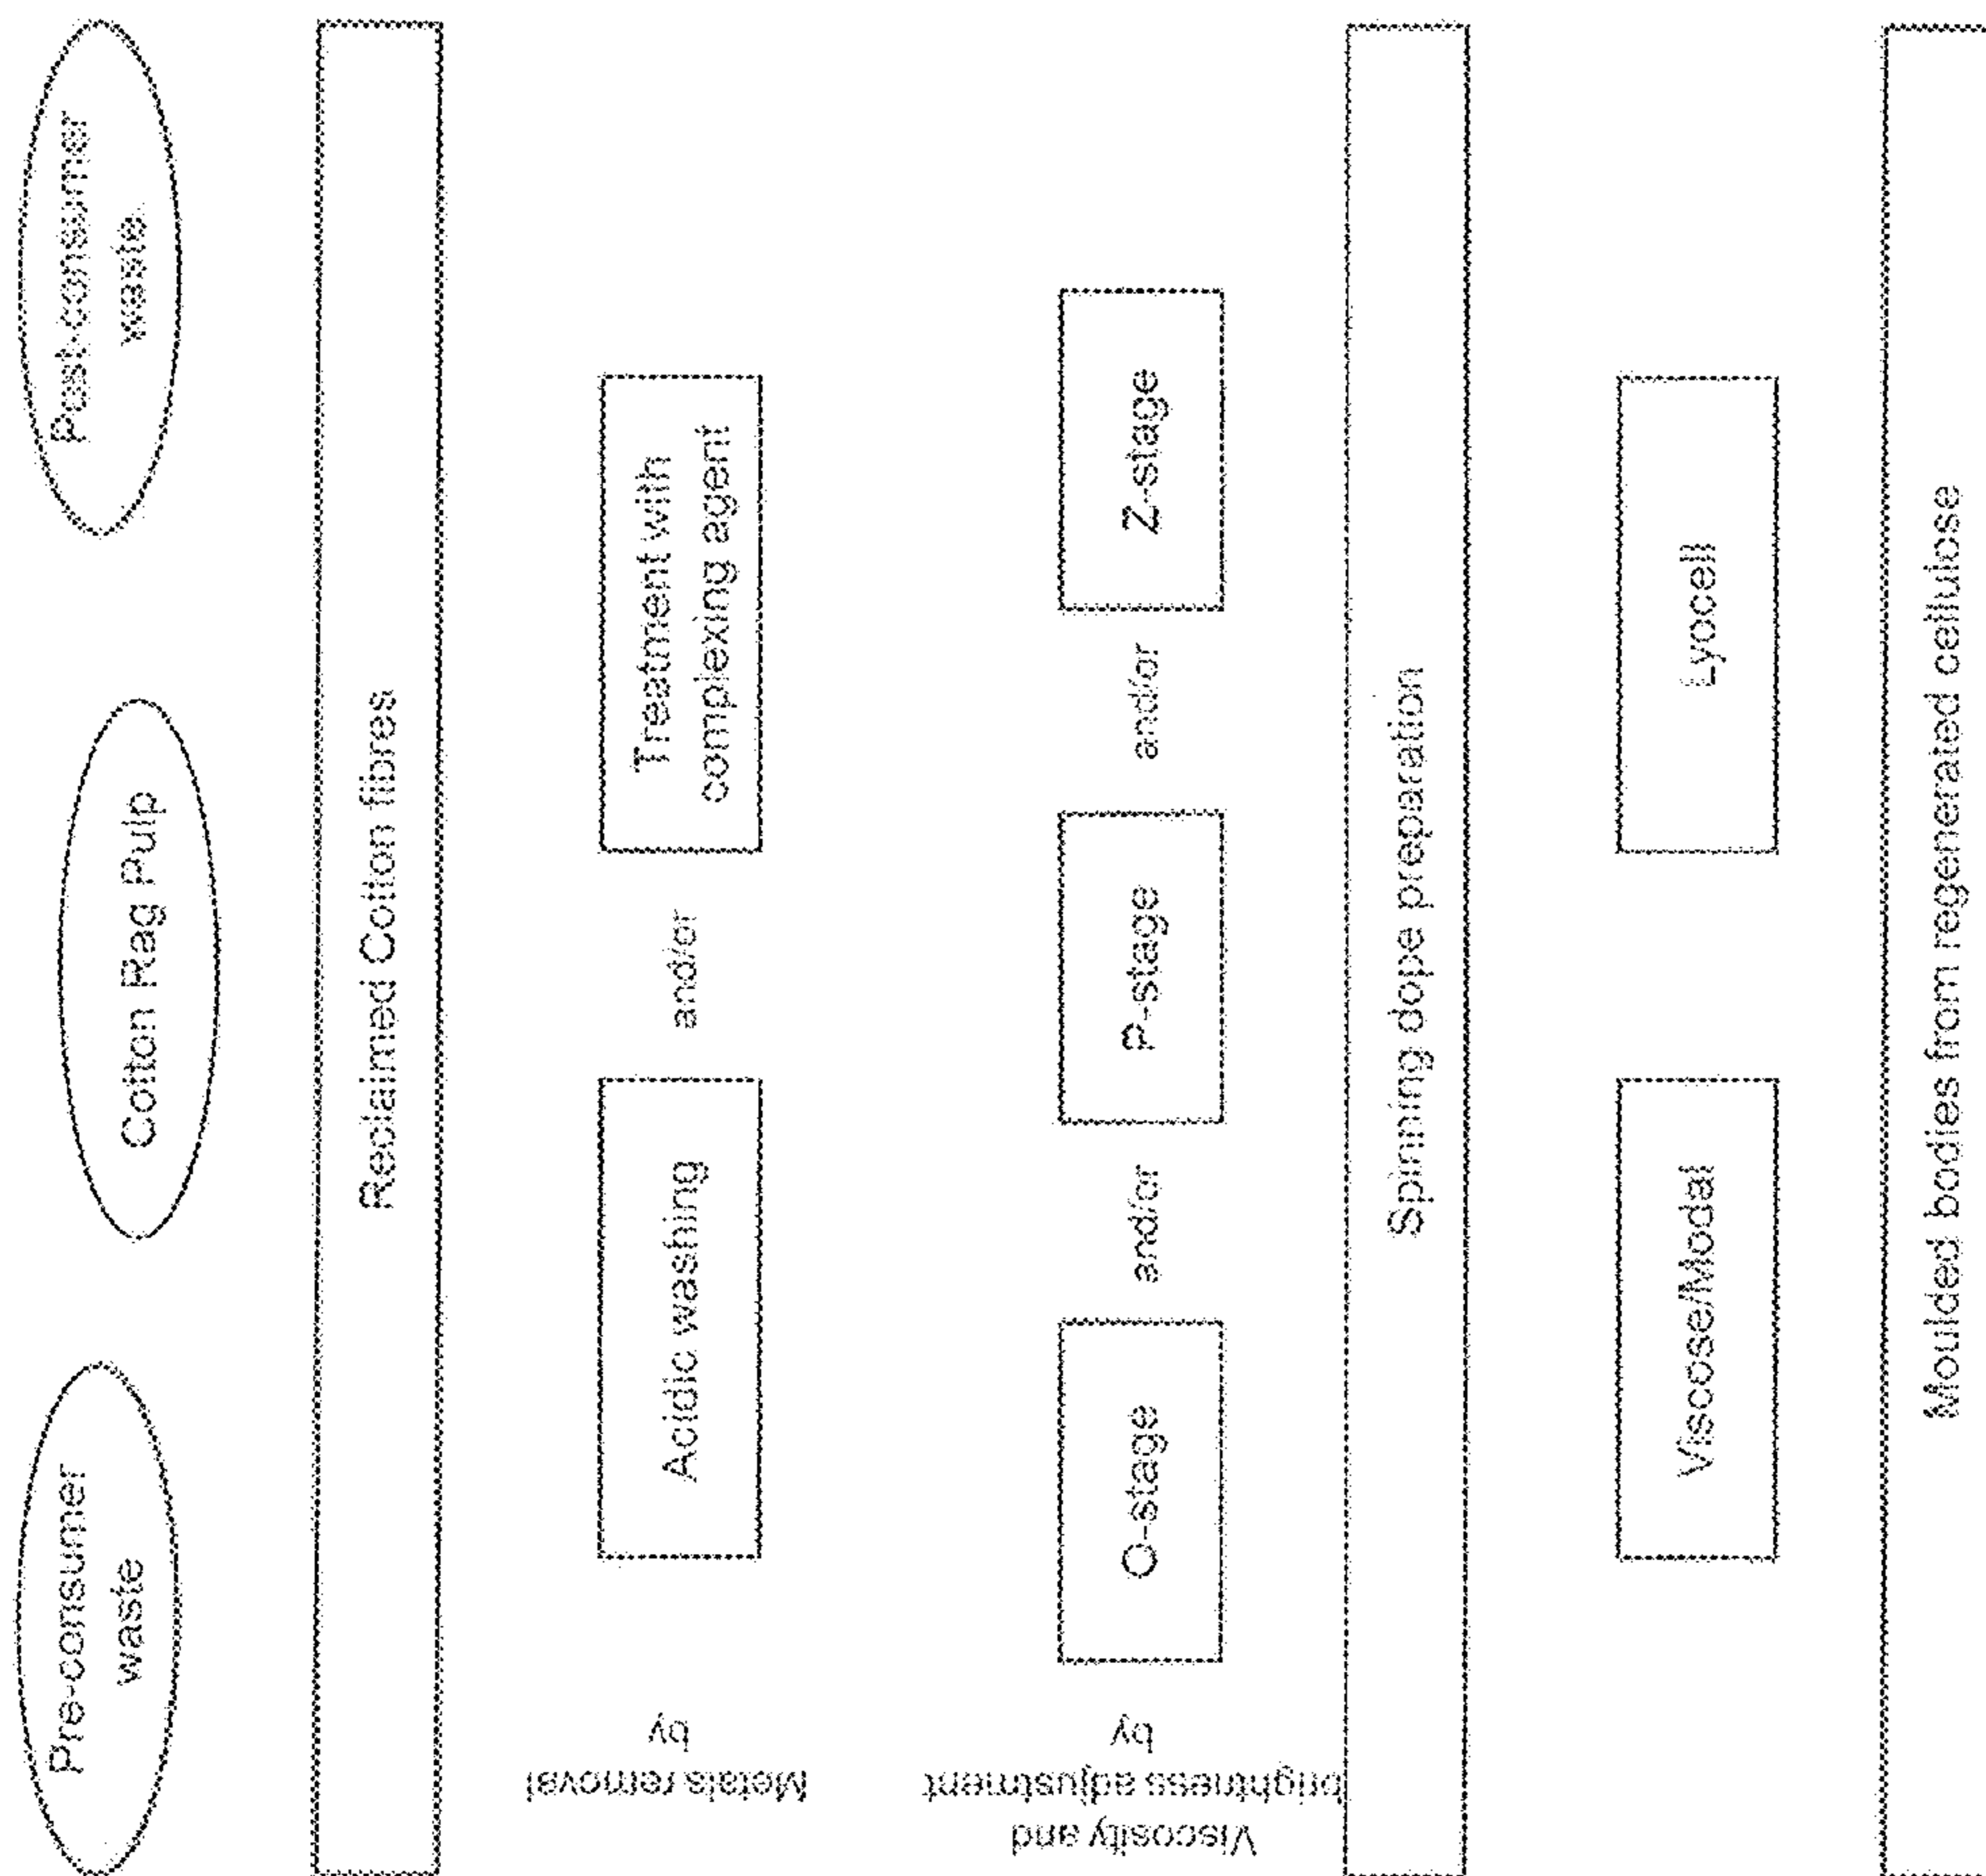 Pre-consumer
waste
Cotton Rag Pulp
Post-consumer
waste
Reclaimed Cotton fibres
Metals removal
by
Acidic washing
and/or
Treatment with
complexing agent
Viscosity and
brightness adjustment
by
O-stage
and/or
P-stage
and/or
Z-stage
Spinning dope preparation
Viscose/Modal
Lyocell
Moulded bodies from regenerated cellulose